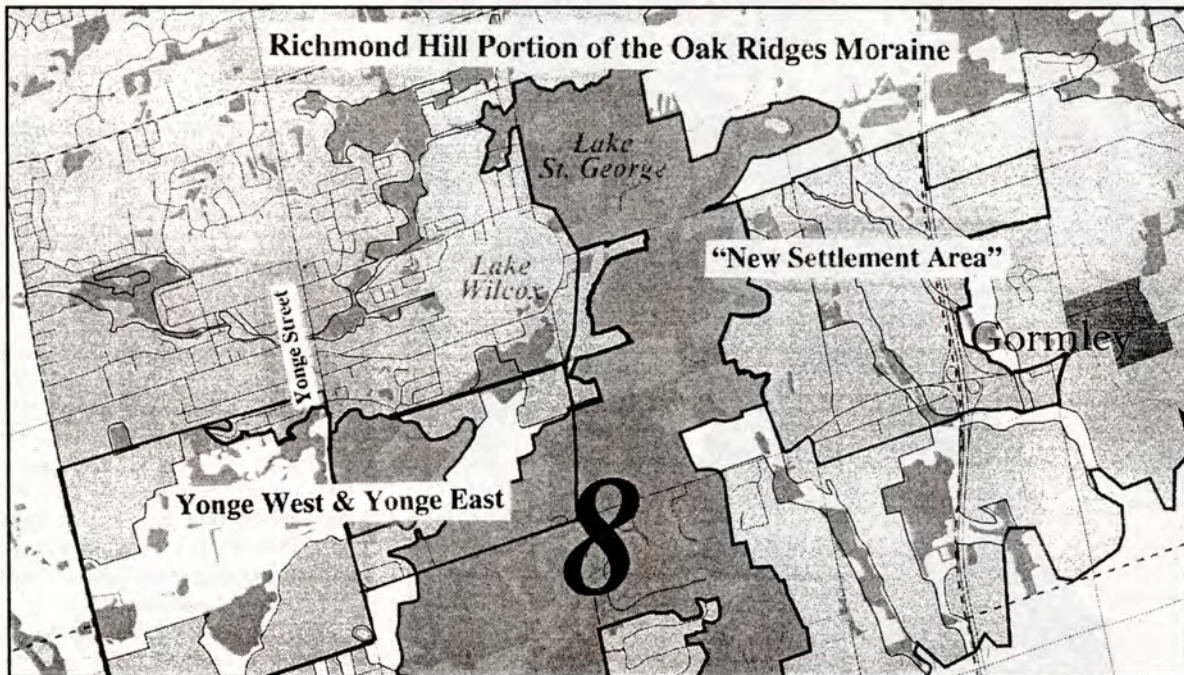 Richmond Hill Portion of the Oak Ridges Moraine
Lake
St. George
"New Settlement Area"
Lake
Wilcox
Yonge Street
Gormley
Yonge West & Yonge East
8